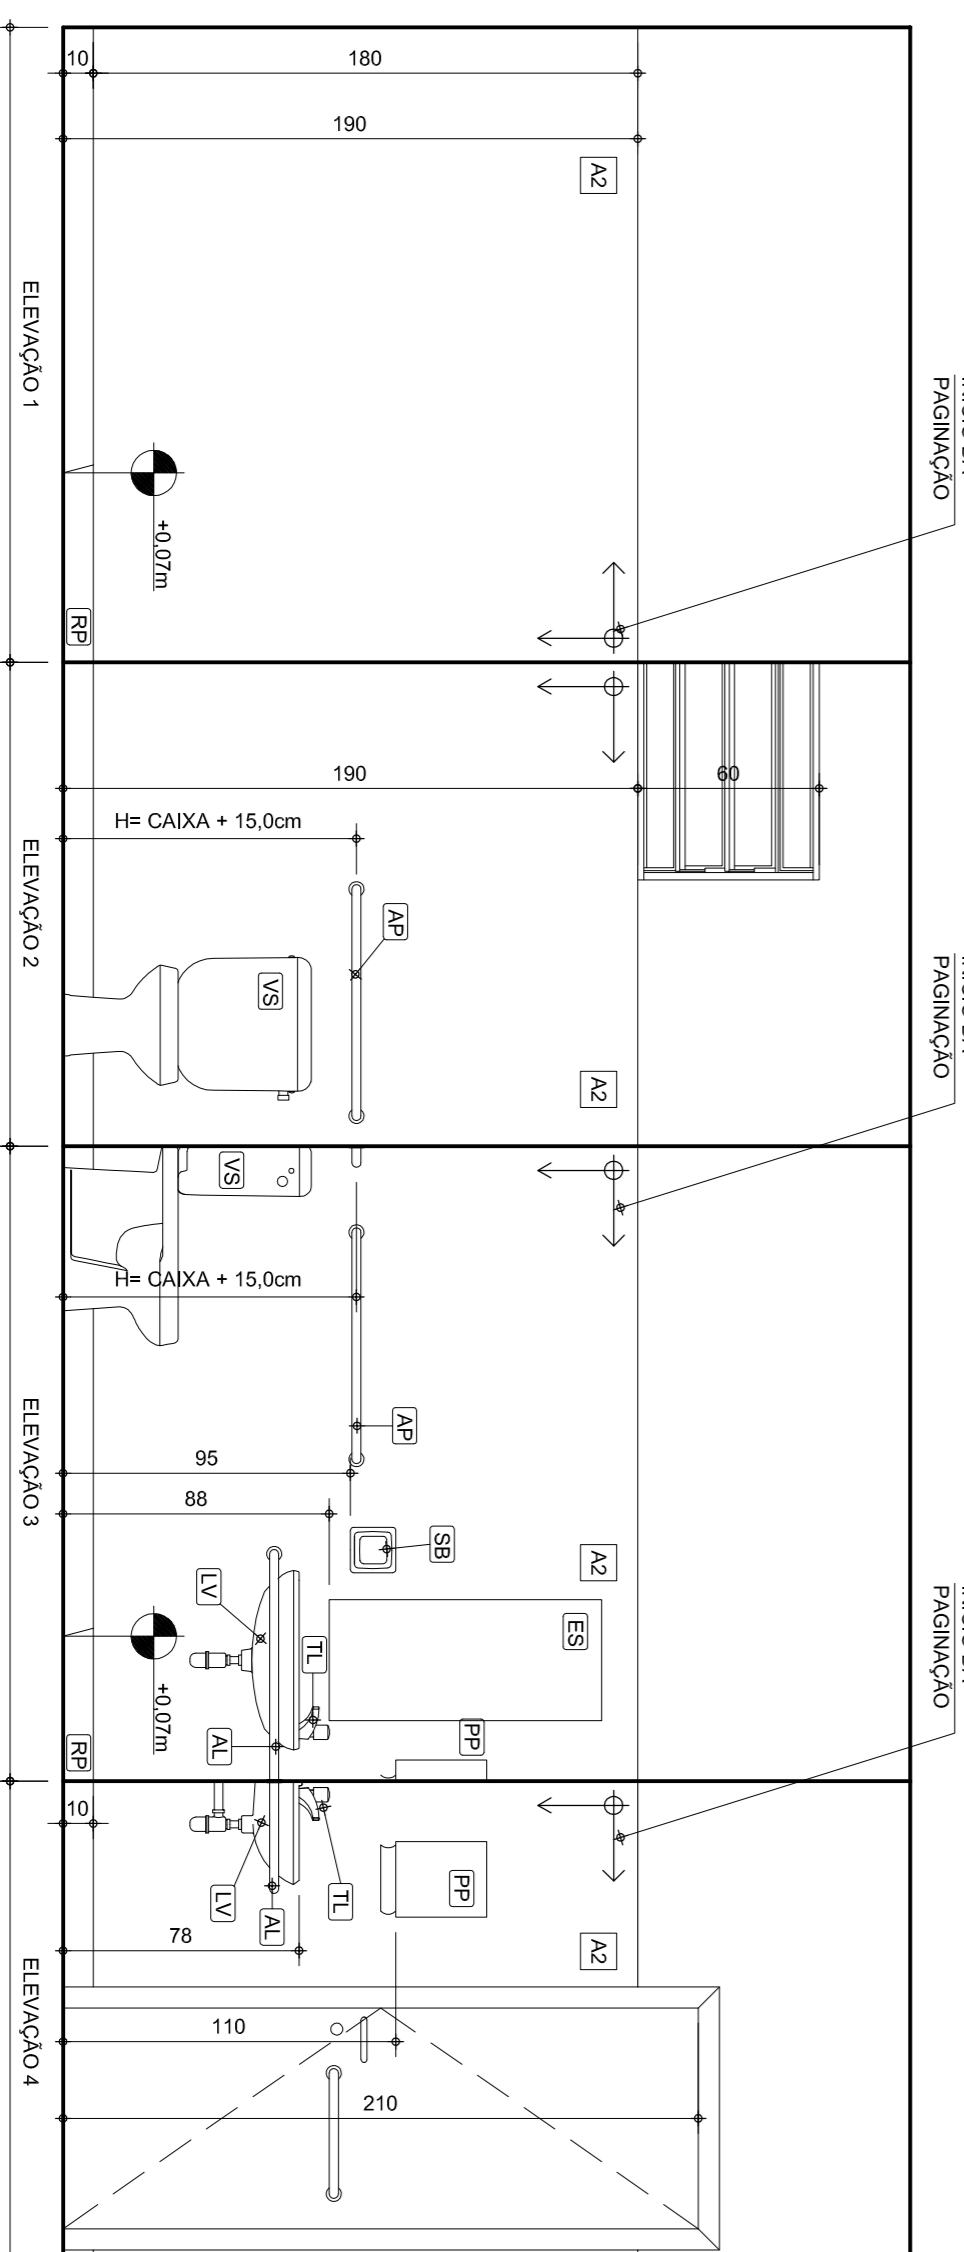 10
180
190
A2
ELEVAÇÃO 1
PAGINAÇÃO
+0,07m
RP
190
60
H= CAIXA + 15,0cm
ELEVAÇÃO 2
AP
VS
A2
PAGINAÇÃO
VS
H= CAIXA + 15,0cm
AP
ELEVAÇÃO 3
95
88
SB
A2
LV
ES
TL
+0,07m
AL
PP
RP
PAGINAÇÃO
10
LV
AL
TL
PP
78
A2
ELEVAÇÃO 4
110
210